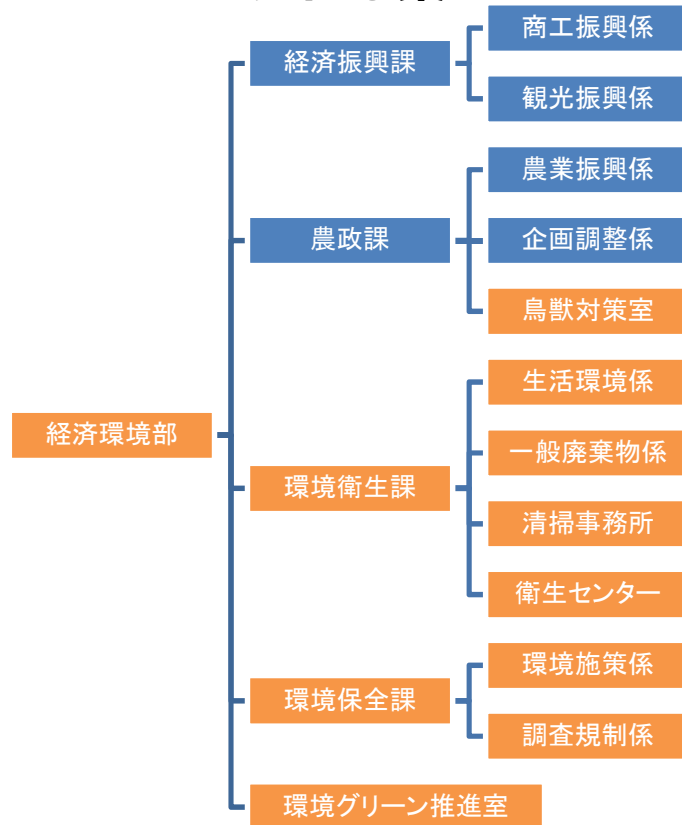 経済環境部
経済振興課
商工振興係
観光振興係
農政課
農業振興係
企画調整係
鳥獣対策室
環境衛生課
生活環境係
一般廃棄物係
清掃事務所
衛生センター
環境保全課
環境施策係
調査規制係
環境グリーン推進室